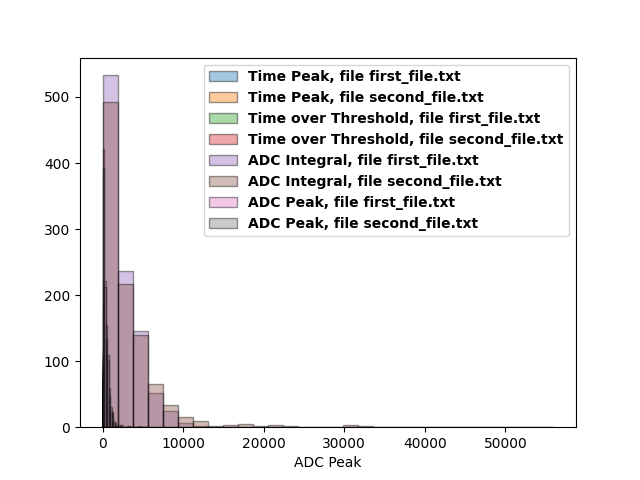 Time Peak, file first_file.txt
Time Peak, file second_file.txt
Time over Threshold, file first_file.txt
Time over Threshold, file second_file.txt
ADC Integral, file first_file.txt
ADC Integral, file second_file.txt
ADC Peak, file first_file.txt
ADC Peak, file second_file.txt
500
400
300
200
100
0
0 10000 20000 30000 40000 50000
ADC Peak